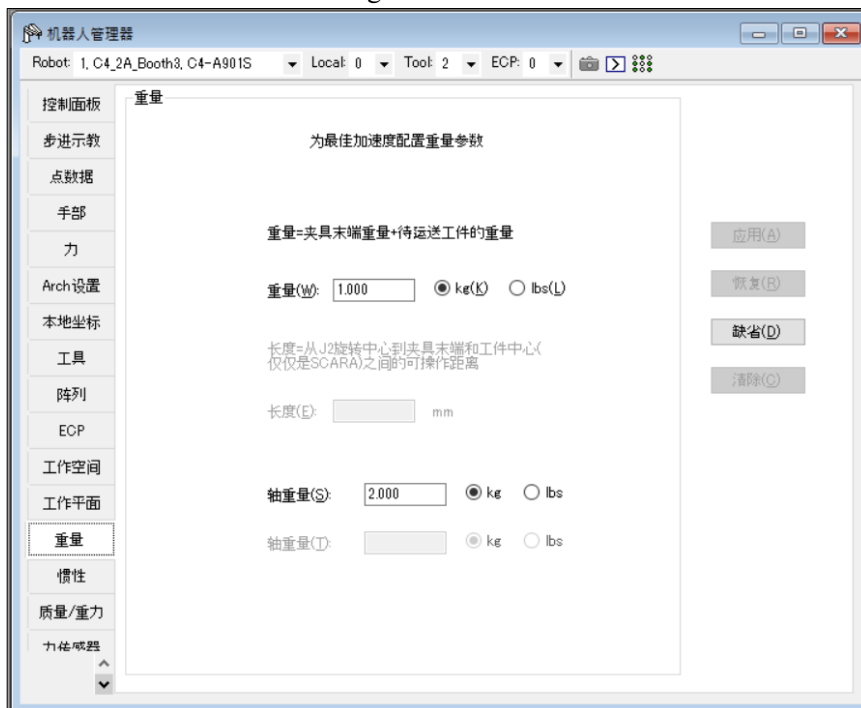 机器人管理器
Robot: 1, C4_2A_Booth3, C4-A901S Local: 0 Tool: 2 ECP: 0
控制面板
步进示教
点数据
手部
力
Arch设置
本地坐标
工具
阵列
ECP
工作空间
工作平面
重量
惯性
质量/重力
力传感器
重量
为最佳加速度配置重量参数
重量=夹具末端重量+待运送工件的重量
重量(W): 1.000 kg(K) lbs(L)
长度=从J2旋转中心到夹具末端和工件中心(
仅仅是SCARA)之间的可操作距离
长度(E): mm
轴重量(S): 2.000 kg lbs
轴重量(T): kg lbs
应用(A)
恢复(R)
缺省(D)
清除(C)